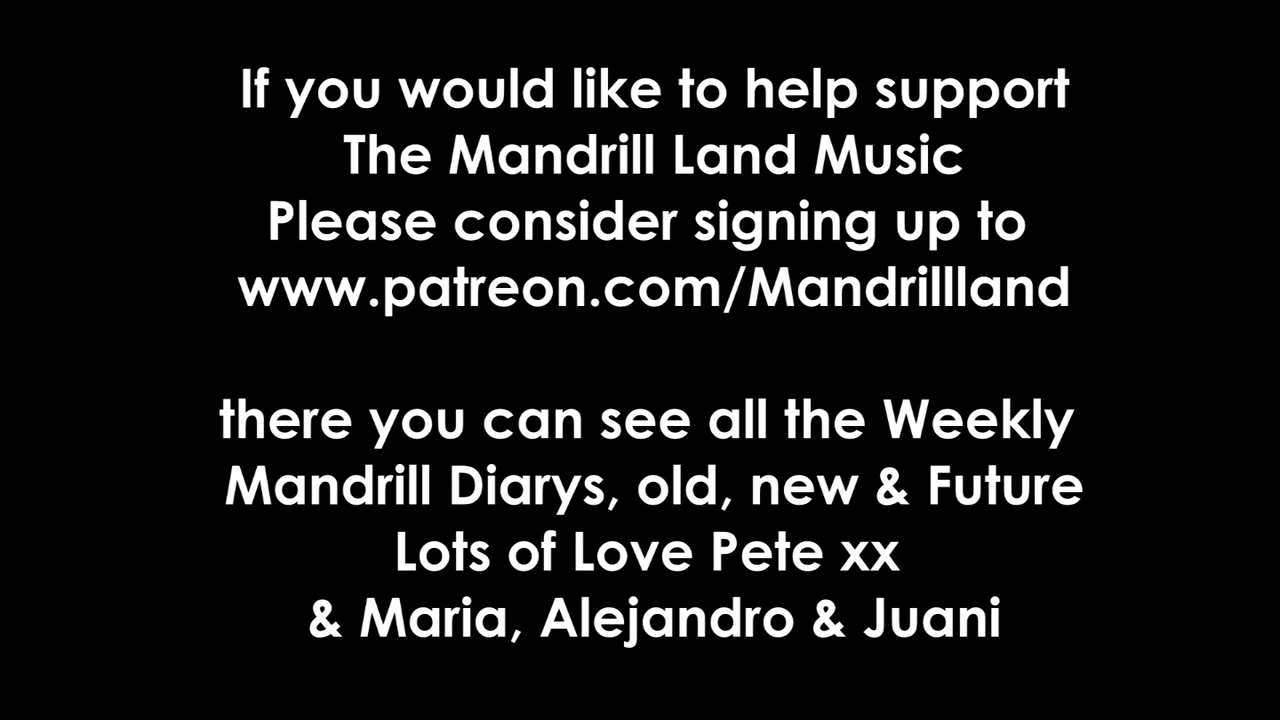 If you would like to help support
The Mandrill Land Music
Please consider signing up to
www.patreon.com/Mandrillland
there you can see all the Weekly
Mandrill Diarys, old, new & Future
Lots of Love Pete xx
& Maria, Alejandro & Juani